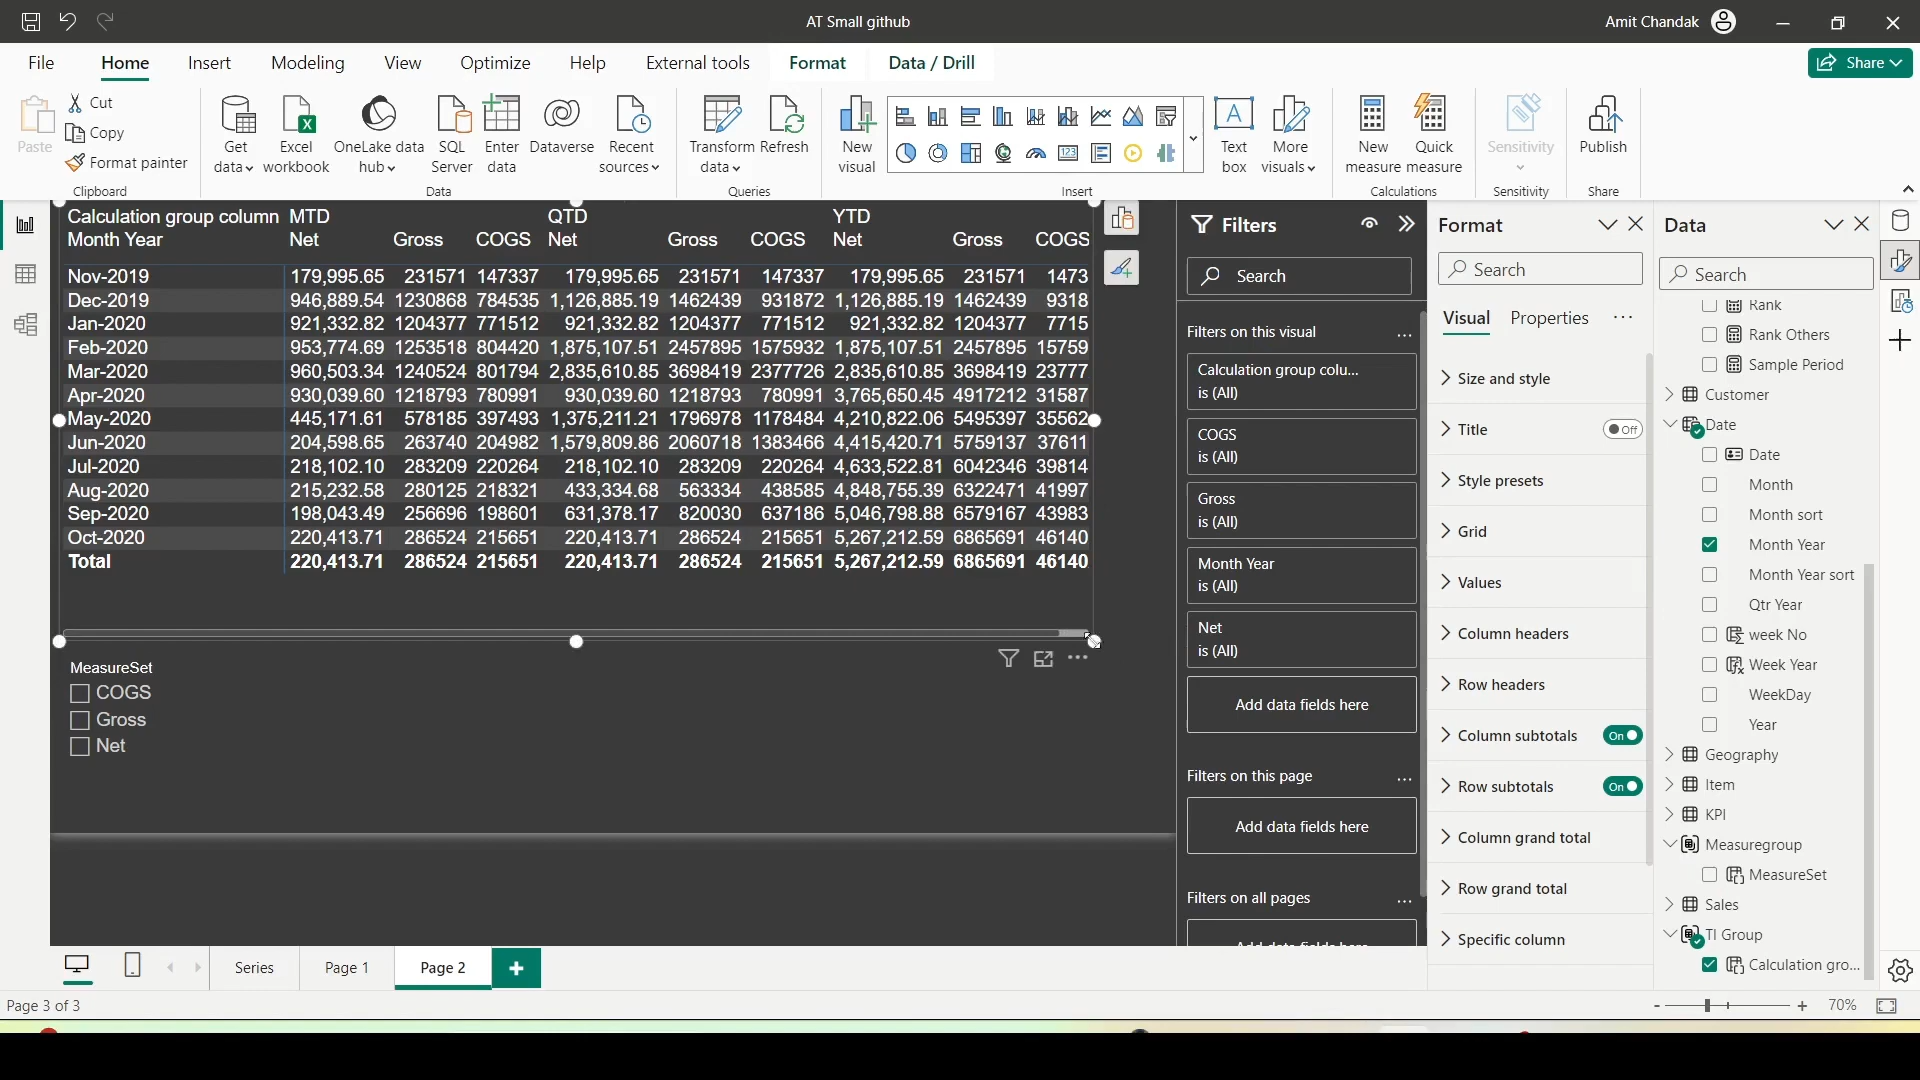 AT Small github
Amit Chandak
File Home Insert Modeling View Optimize Help External tools Format Data / Drill
Share
Paste
Cut
Copy
Format painter
Clipboard
Get data
Excel workbook
OneLake data hub
SQL Server
Enter data
Dataverse
Recent sources
Data
Transform data
Refresh
Queries
New visual
Text box
More visuals
Insert
New measure
Quick measure
Calculations
Sensitivity
Sensitivity
Publish
Share
Calculation group column MTD QTD YTD
Month Year Net Gross COGS Net Gross COGS Net Gross COGS
Nov-2019 179,995.65 231571 147337 179,995.65 231571 147337 179,995.65 231571 1473
Dec-2019 946,889.54 1230868 784535 1,126,885.19 1462439 931872 1,126,885.19 1462439 9318
Jan-2020 921,332.82 1204377 771512 921,332.82 1204377 771512 921,332.82 1204377 7715
Feb-2020 953,774.69 1253518 804420 1,875,107.51 2457895 1575932 1,875,107.51 2457895 15759
Mar-2020 960,503.34 1240524 801794 2,835,610.85 3698419 2377726 2,835,610.85 3698419 23777
Apr-2020 930,039.60 1218793 780991 930,039.60 1218793 780991 3,765,650.45 4917212 31587
May-2020 445,171.61 578185 397493 1,375,211.21 1796978 1178484 4,210,822.06 5495397 35562
Jun-2020 204,598.65 263740 204982 1,579,809.86 2060718 1383466 4,415,420.71 5759137 37611
Jul-2020 218,102.10 283209 220264 218,102.10 283209 220264 4,633,522.81 6042346 39814
Aug-2020 215,232.58 280125 218321 433,334.68 563334 438585 4,848,755.39 6322471 41997
Sep-2020 198,043.49 256696 198601 631,378.17 820030 637186 5,046,798.88 6579167 43983
Oct-2020 220,413.71 286524 215651 220,413.71 286524 215651 5,267,212.59 6865691 46140
Total 220,413.71 286524 215651 220,413.71 286524 215651 5,267,212.59 6865691 46140
MeasureSet
COGS
Gross
Net
Filters
Search
Filters on this visual
Calculation group colu...
is (All)
COGS
is (All)
Gross
is (All)
Month Year
is (All)
Net
is (All)
Add data fields here
Filters on this page
Add data fields here
Filters on all pages
Add data fields here
Format
Search
Visual Properties
Size and style
Title Off
Style presets
Grid
Values
Column headers
Row headers
Column subtotals On
Row subtotals On
Column grand total
Row grand total
Specific column
Data
Search
Rank
Rank Others
Sample Period
Customer
Date
Date
Month
Month sort
Month Year
Month Year sort
Qtr Year
week No
Week Year
WeekDay
Year
Geography
Item
KPI
Measuregroup
MeasureSet
Sales
TI Group
Calculation gro...
Series Page 1 Page 2
Page 3 of 3
70%